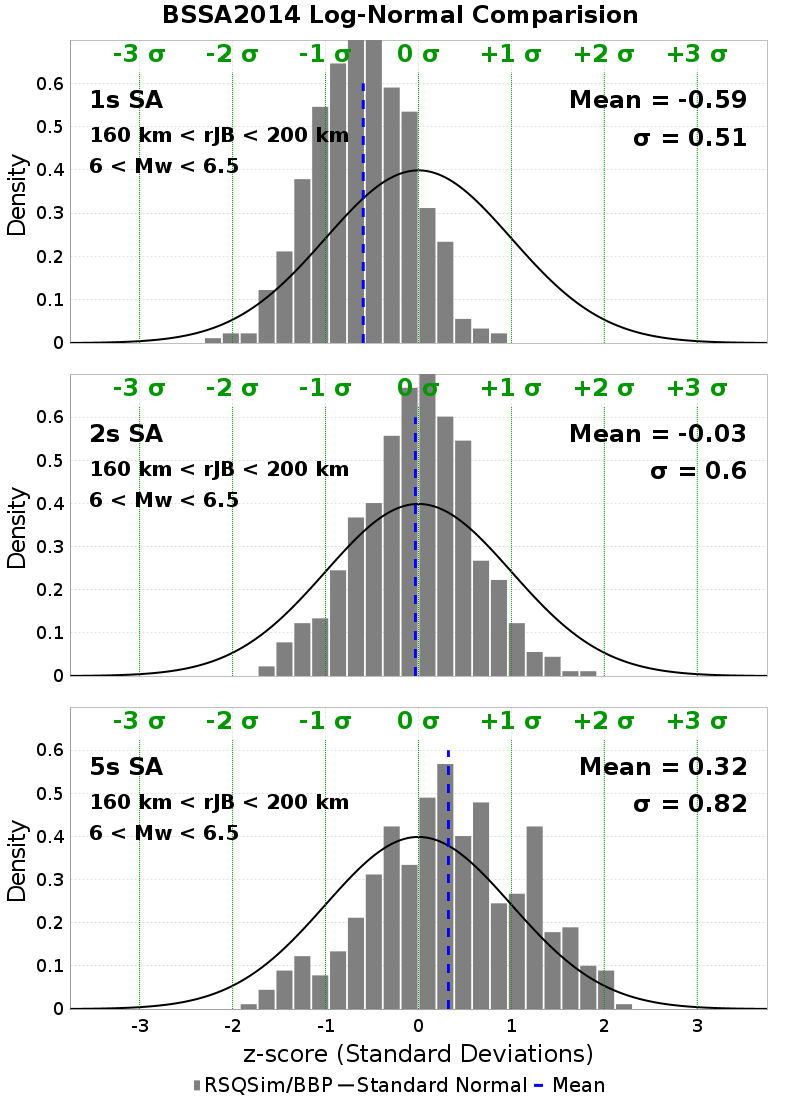 BSSA2014 Log-Normal Comparision
-3 σ -2 σ -1 σ 0 σ +1 σ +2 σ +3 σ
1s SA
Mean = -0.59
160 km < rJB < 200 km
σ = 0.51
6 < Mw < 6.5
Density
0.6
0.5
0.4
0.3
0.2
0.1
0
-3 σ -2 σ -1 σ 0 σ +1 σ +2 σ +3 σ
2s SA
Mean = -0.03
160 km < rJB < 200 km
σ = 0.6
6 < Mw < 6.5
Density
0.6
0.5
0.4
0.3
0.2
0.1
0
-3 σ -2 σ -1 σ 0 σ +1 σ +2 σ +3 σ
5s SA
Mean = 0.32
160 km < rJB < 200 km
σ = 0.82
6 < Mw < 6.5
Density
0.6
0.5
0.4
0.3
0.2
0.1
0
-3 -2 -1 0 1 2 3
z-score (Standard Deviations)
RSQSim/BBP Standard Normal Mean